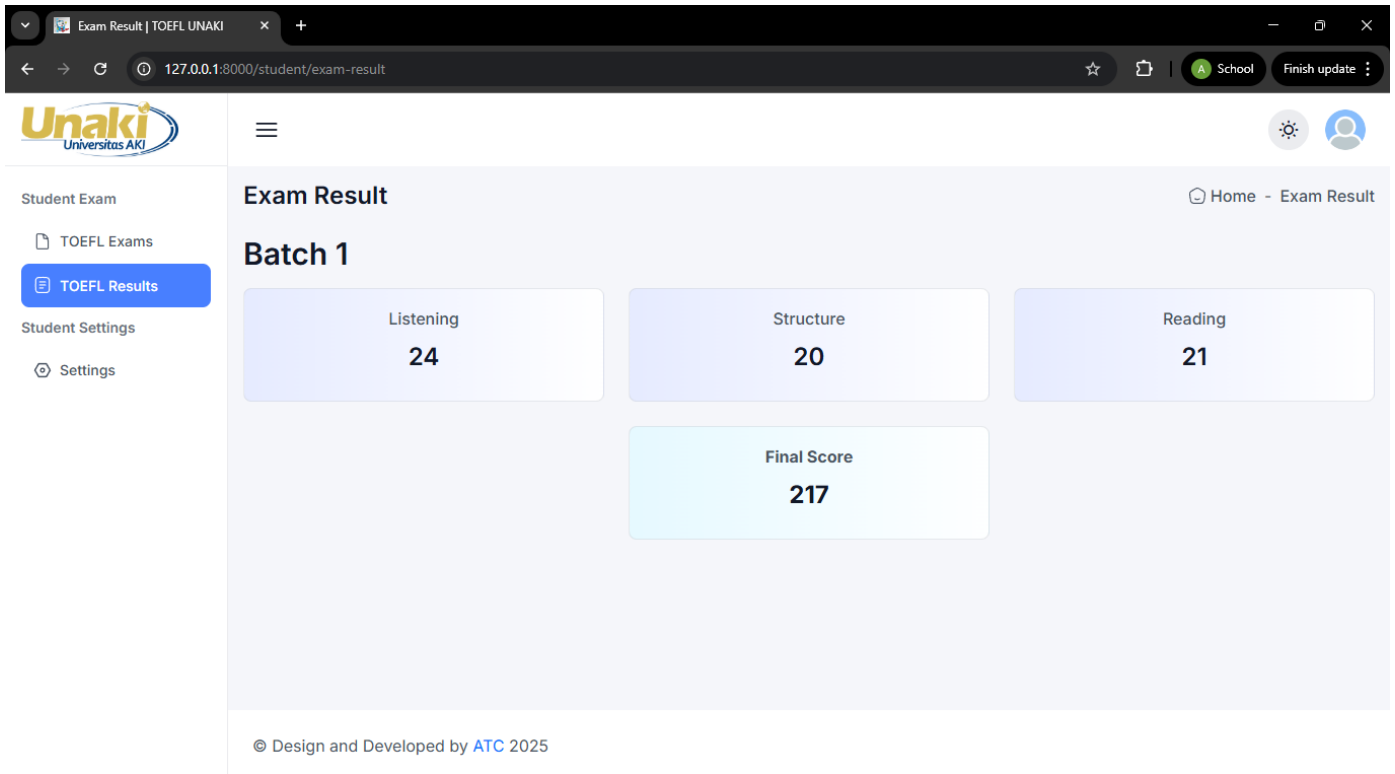 Exam Result | TOEFL UNAKI
127.0.0.1:8000/student/exam-result
A School
Finish update
Unaki
Universitas AKI
Student Exam
TOEFL Exams
TOEFL Results
Student Settings
Settings
Exam Result
Home - Exam Result
Batch 1
Listening
24
Structure
20
Reading
21
Final Score
217
© Design and Developed by ATC 2025